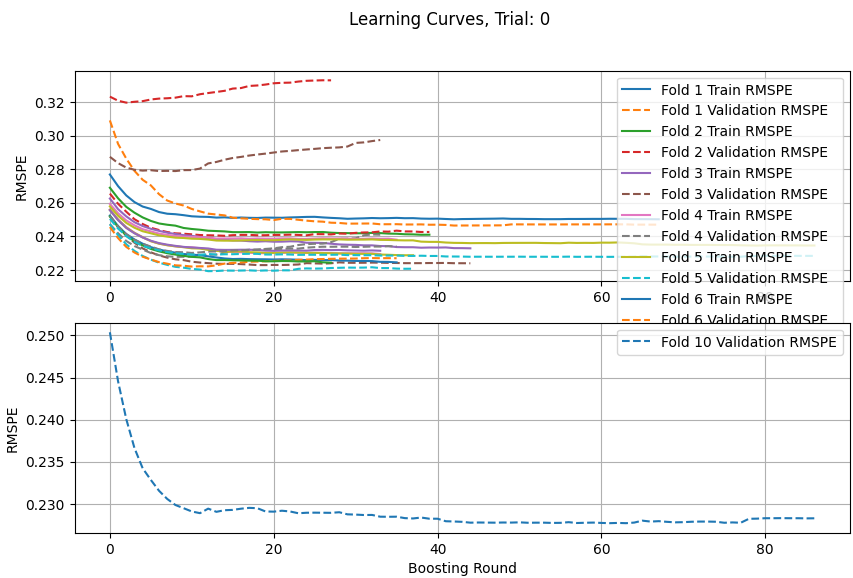 Learning Curves, Trial: 0
RMSPE
0.32
0.30
0.28
0.26
0.24
0.22
0
20
40
60
80
Fold 1 Train RMSPE
Fold 1 Validation RMSPE
Fold 2 Train RMSPE
Fold 2 Validation RMSPE
Fold 3 Train RMSPE
Fold 3 Validation RMSPE
Fold 4 Train RMSPE
Fold 4 Validation RMSPE
Fold 5 Train RMSPE
Fold 5 Validation RMSPE
Fold 6 Train RMSPE
Fold 6 Validation RMSPE
Fold 10 Validation RMSPE
RMSPE
0.250
0.245
0.240
0.235
0.230
0
20
40
60
80
Boosting Round